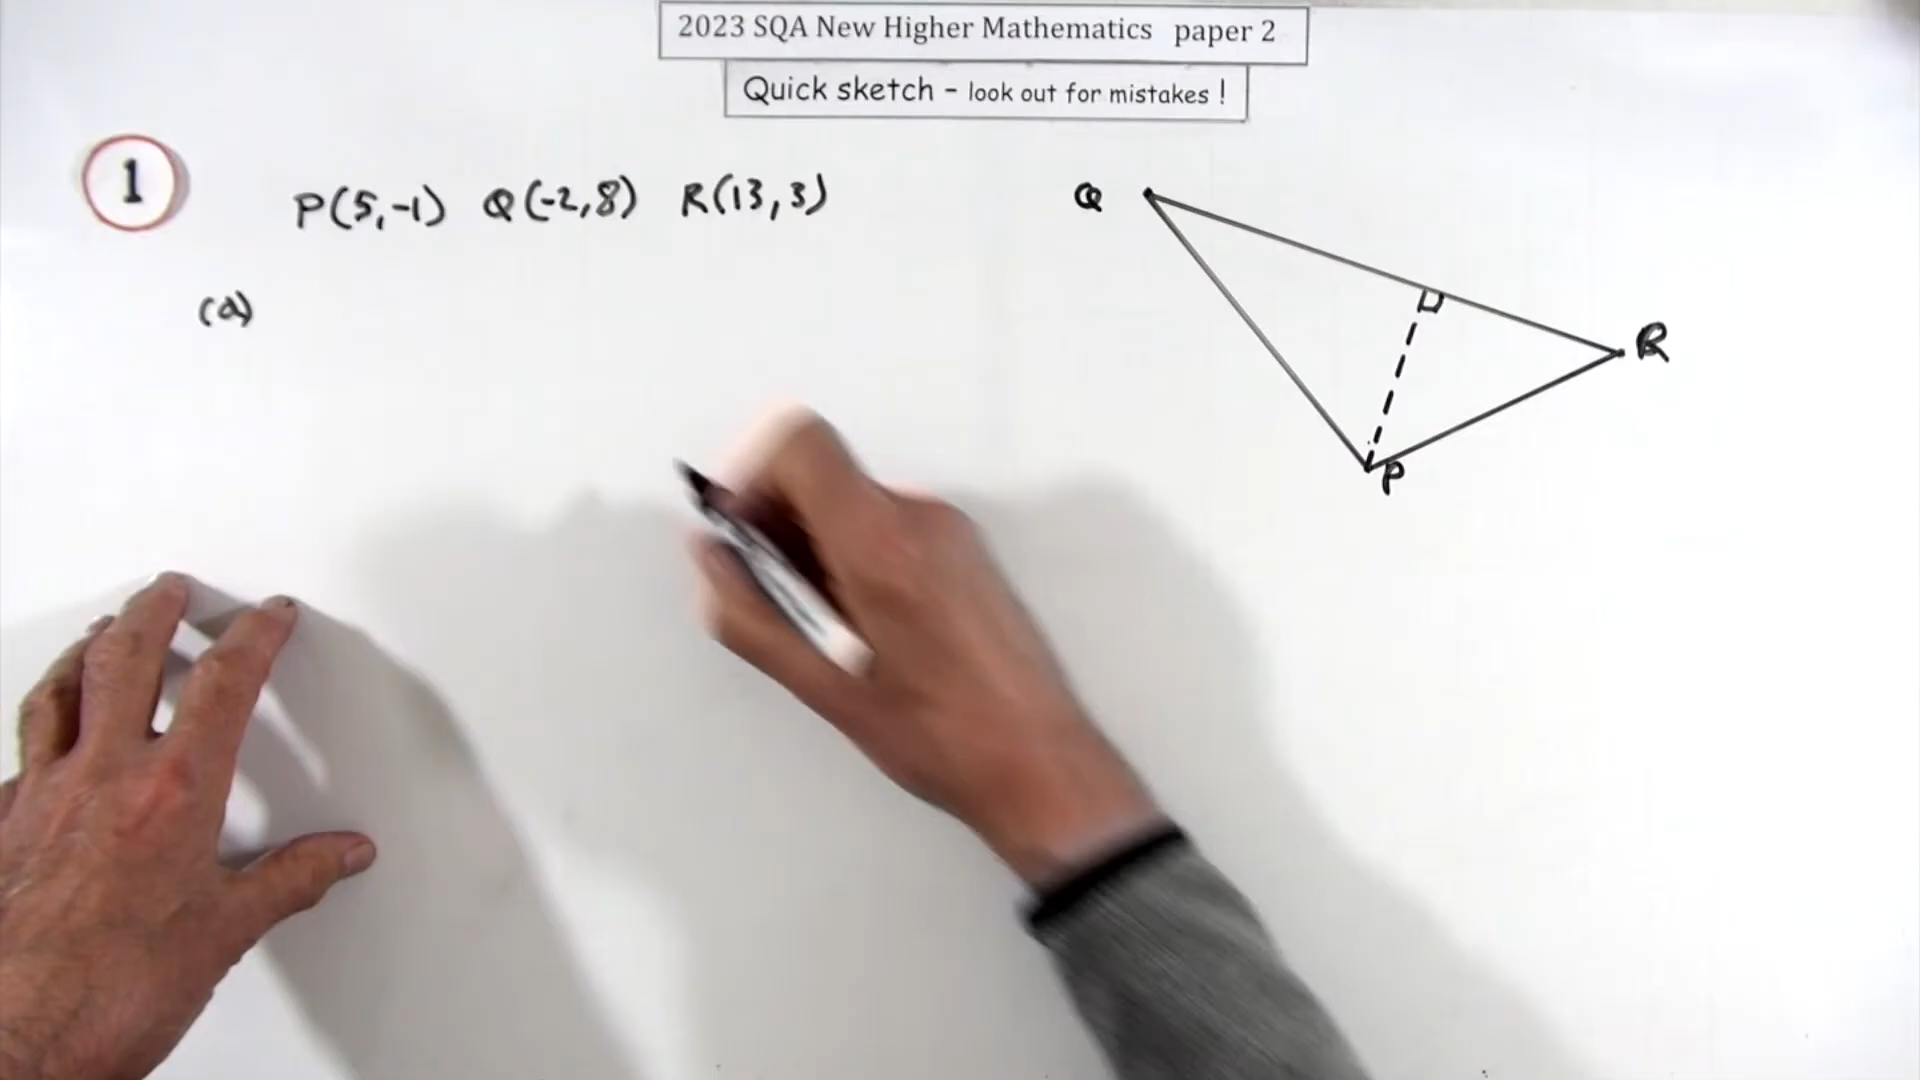 2023 SQA New Higher Mathematics paper 2
Quick sketch - look out for mistakes !
1
P(5,-1) Q(-2,8) R(13,3)
Q
(a)
R
P